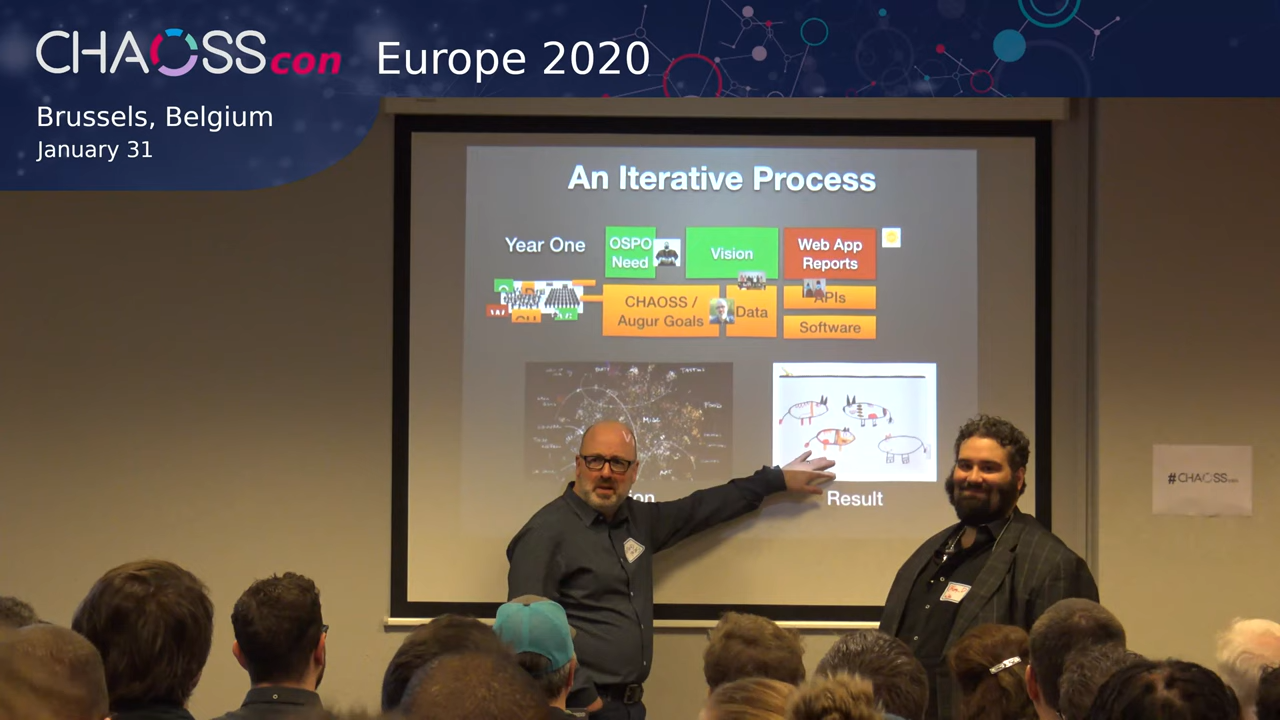 CHAOSScon Europe 2020
Brussels, Belgium
January 31
An Iterative Process
Year One
OSPO
Need
Vision
Web App
Reports
CHAOSS /
Augur Goals
Data
APIs
Software
Result
#CHAOSScon